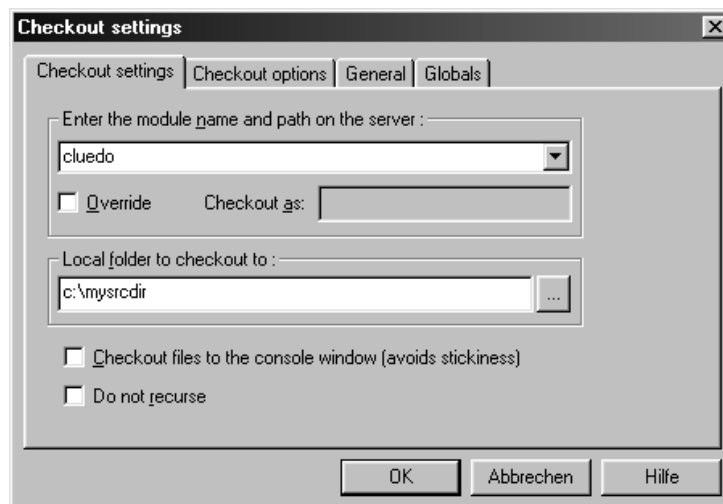 Checkout settings
Checkout settings Checkout options General Globals
Enter the module name and path on the server :
cluedo
Override Checkout as:
Local folder to checkout to :
c:\mysrcdir ...
Checkout files to the console window (avoids stickiness)
Do not recurse
OK Abbrechen Hilfe